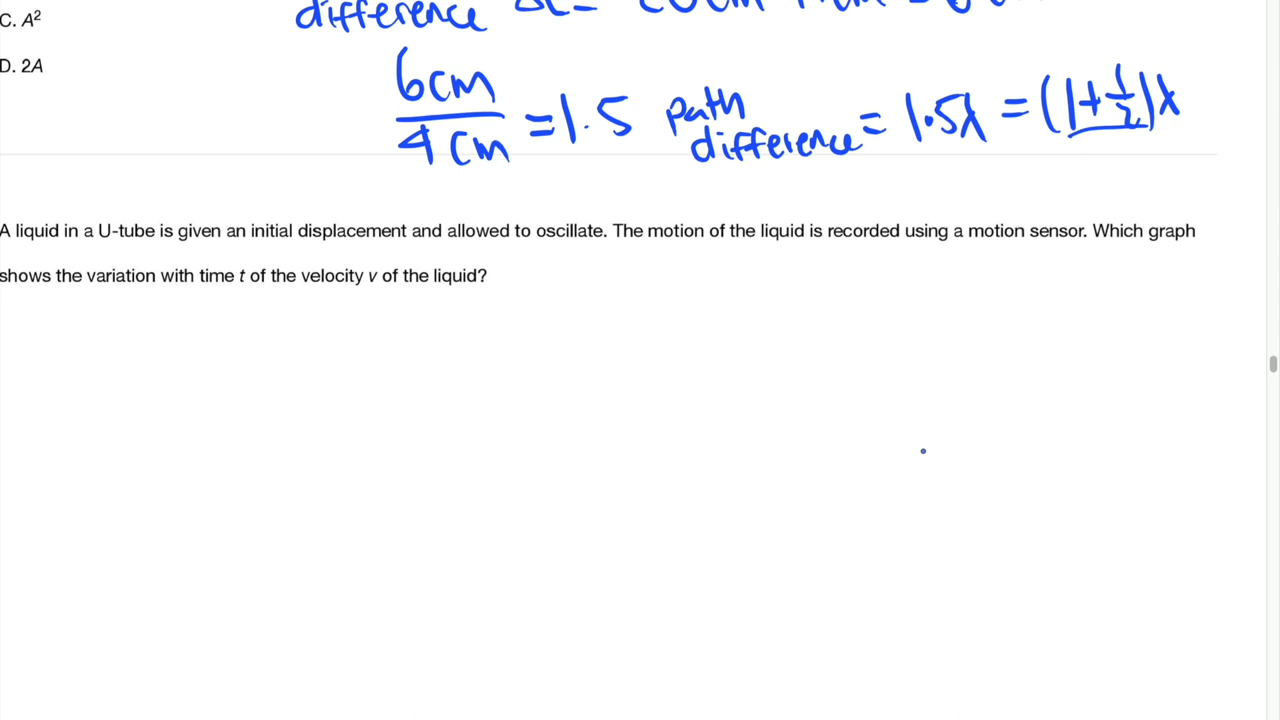 C. A²
difference
D. 2A
6cm
4cm
=1.5 path difference = 1.5λ = (1+½)λ
A liquid in a U-tube is given an initial displacement and allowed to oscillate. The motion of the liquid is recorded using a motion sensor. Which graph
shows the variation with time t of the velocity v of the liquid?